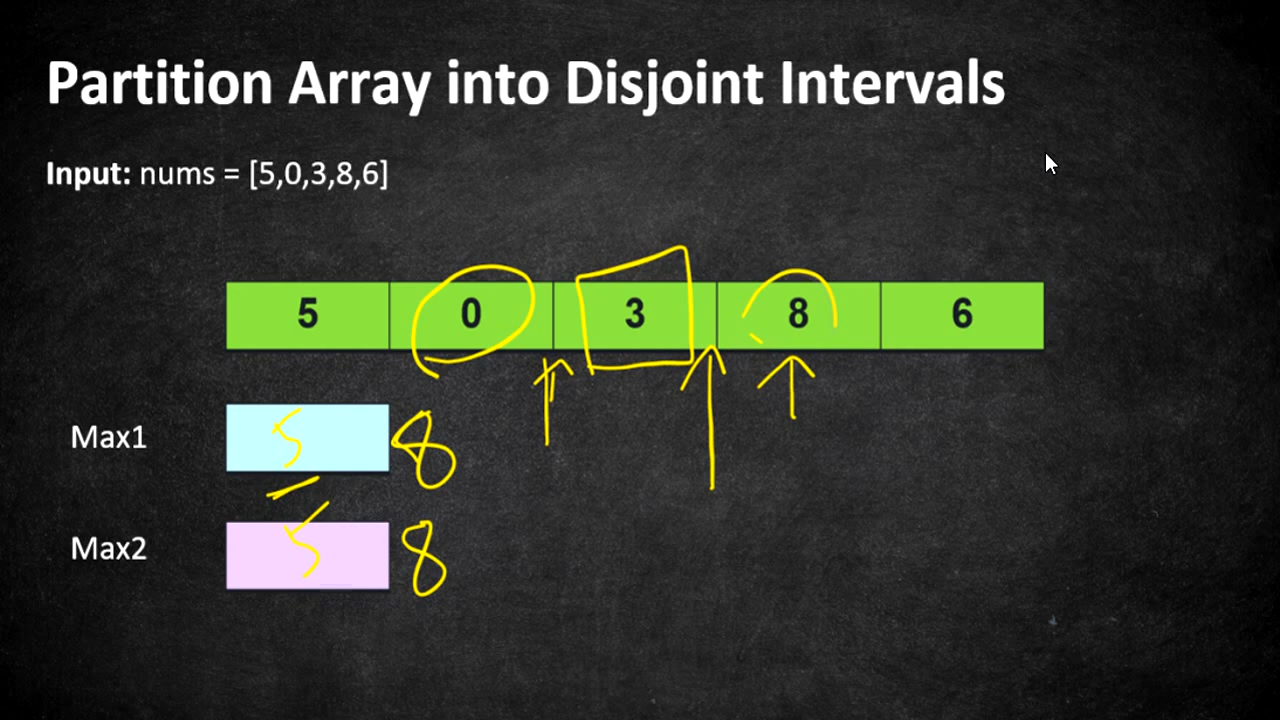 Partition Array into Disjoint Intervals
Input: nums = [5,0,3,8,6]
5 0 3 8 6
Max1 5 8
Max2 5 8